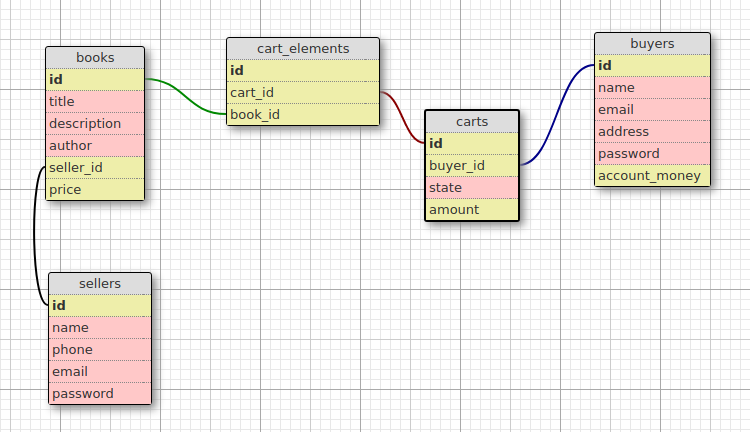 books
id
title
description
author
seller_id
price
cart_elements
id
cart_id
book_id
carts
id
buyer_id
state
amount
buyers
id
name
email
address
password
account_money
sellers
id
name
phone
email
password